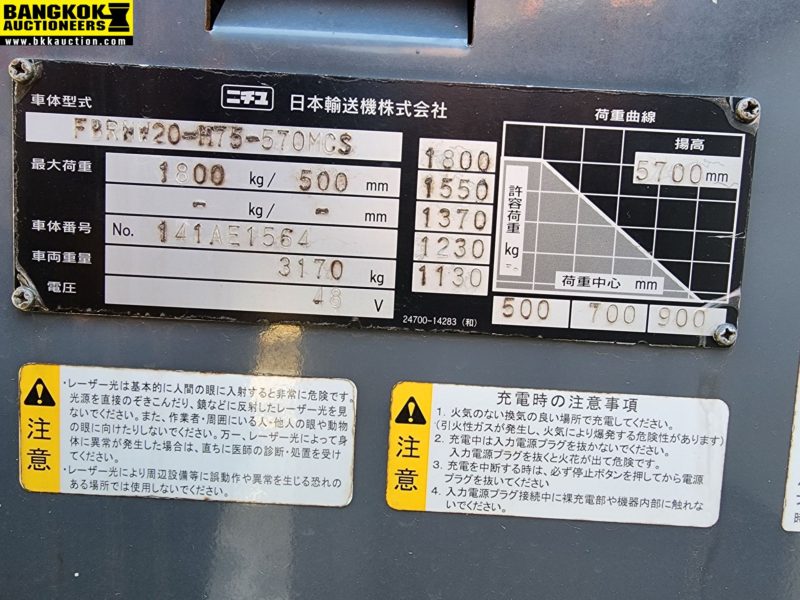 BANGKOK
AUCTIONEERS
www.bkkauction.com
ニチユ 日本輸送機株式会社
車体型式
FBRMW20-H75-570MCS
最大荷重 1800 kg/ 500 mm
- kg/ - mm
車体番号 No. 141AE1564
車両重量 3170 kg
電圧 48 V
1800
1550
1370
1230
1130
荷重曲線
揚高
5700mm
許容荷重 kg
荷重中心 mm
500 700 900
24700-14283 (和)
注意
・レーザー光は基本的に人間の眼に入射すると非常に危険です。
光源を直接のぞきこんだり、鏡などに反射したレーザー光を見
ないでください。また、作業者・周囲にいる人・他人の眼や動物
の眼に向けたりしないでください。万一、レーザー光によって身
体に異常が発生した場合は、直ちに医師の診断・処置を受け
てください。
・レーザー光により周辺設備等に誤動作や異常を生じる恐れの
ある場所では使用しないでください。
注意
充電時の注意事項
1. 火気のない換気の良い場所で充電してください。
(引火性ガスが発生し、火気により爆発する危険性があります)
2. 充電中は入力電源プラグを抜かないでください。
入力電源プラグを抜くと火花が出て危険です。
3. 充電を中断する時は、必ず停止ボタンを押してから電源
プラグを抜いてください。
4. 入力電源プラグ接続中に裸充電部や機器内部に触れな
いでください。